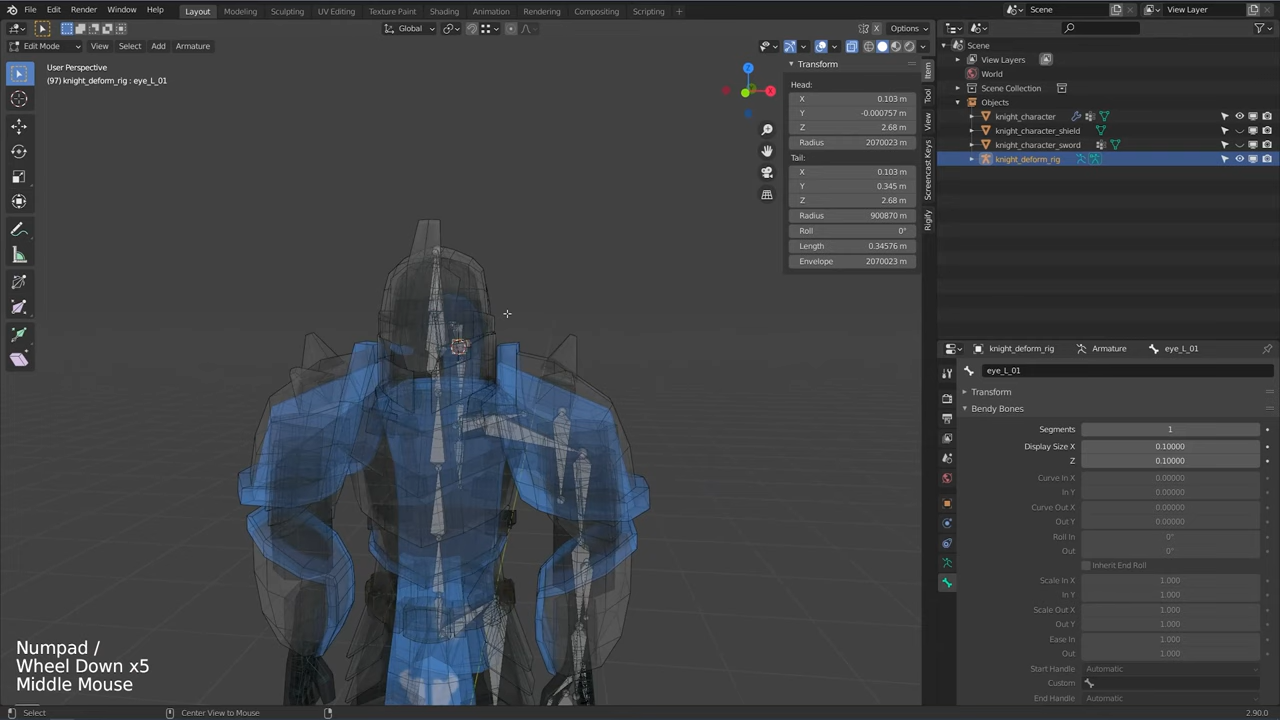 File Edit Render Window Help Layout Modeling Sculpting UV Editing Texture Paint Shading Animation Rendering Compositing Scripting + Scene View Layer
Global Options
Edit Mode View Select Add Armature
User Perspective
(97) knight_deform_rig : eye_L_01
Z
X
Transform
Head:
X 0.103 m
Y -0.000757 m
Z 2.68 m
Radius 2070023 m
Tail:
X 0.103 m
Y 0.345 m
Z 2.68 m
Radius 900870 m
Roll 0°
Length 0.34576 m
Envelope 2070023 m
Item
Tool
View
Screencast Keys
Rigify
Scene
View Layers
World
Scene Collection
Objects
knight_character
knight_character_shield
knight_character_sword
knight_deform_rig
knight_deform_rig Armature eye_L_01
eye_L_01
Transform
Bendy Bones
Segments 1
Display Size X 0.10000
Z 0.10000
Curve In X 0.00000
In Y 0.00000
Curve Out X 0.00000
Out Y 0.00000
Roll In 0°
Out 0°
Inherit End Roll
Scale In X 1.000
In Y 1.000
Scale Out X 1.000
Out Y 1.000
Ease In 1.000
Out 1.000
Start Handle Automatic
Custom
End Handle Automatic
Numpad /
Wheel Down x5
Middle Mouse
Select Center View to Mouse 2.90.0